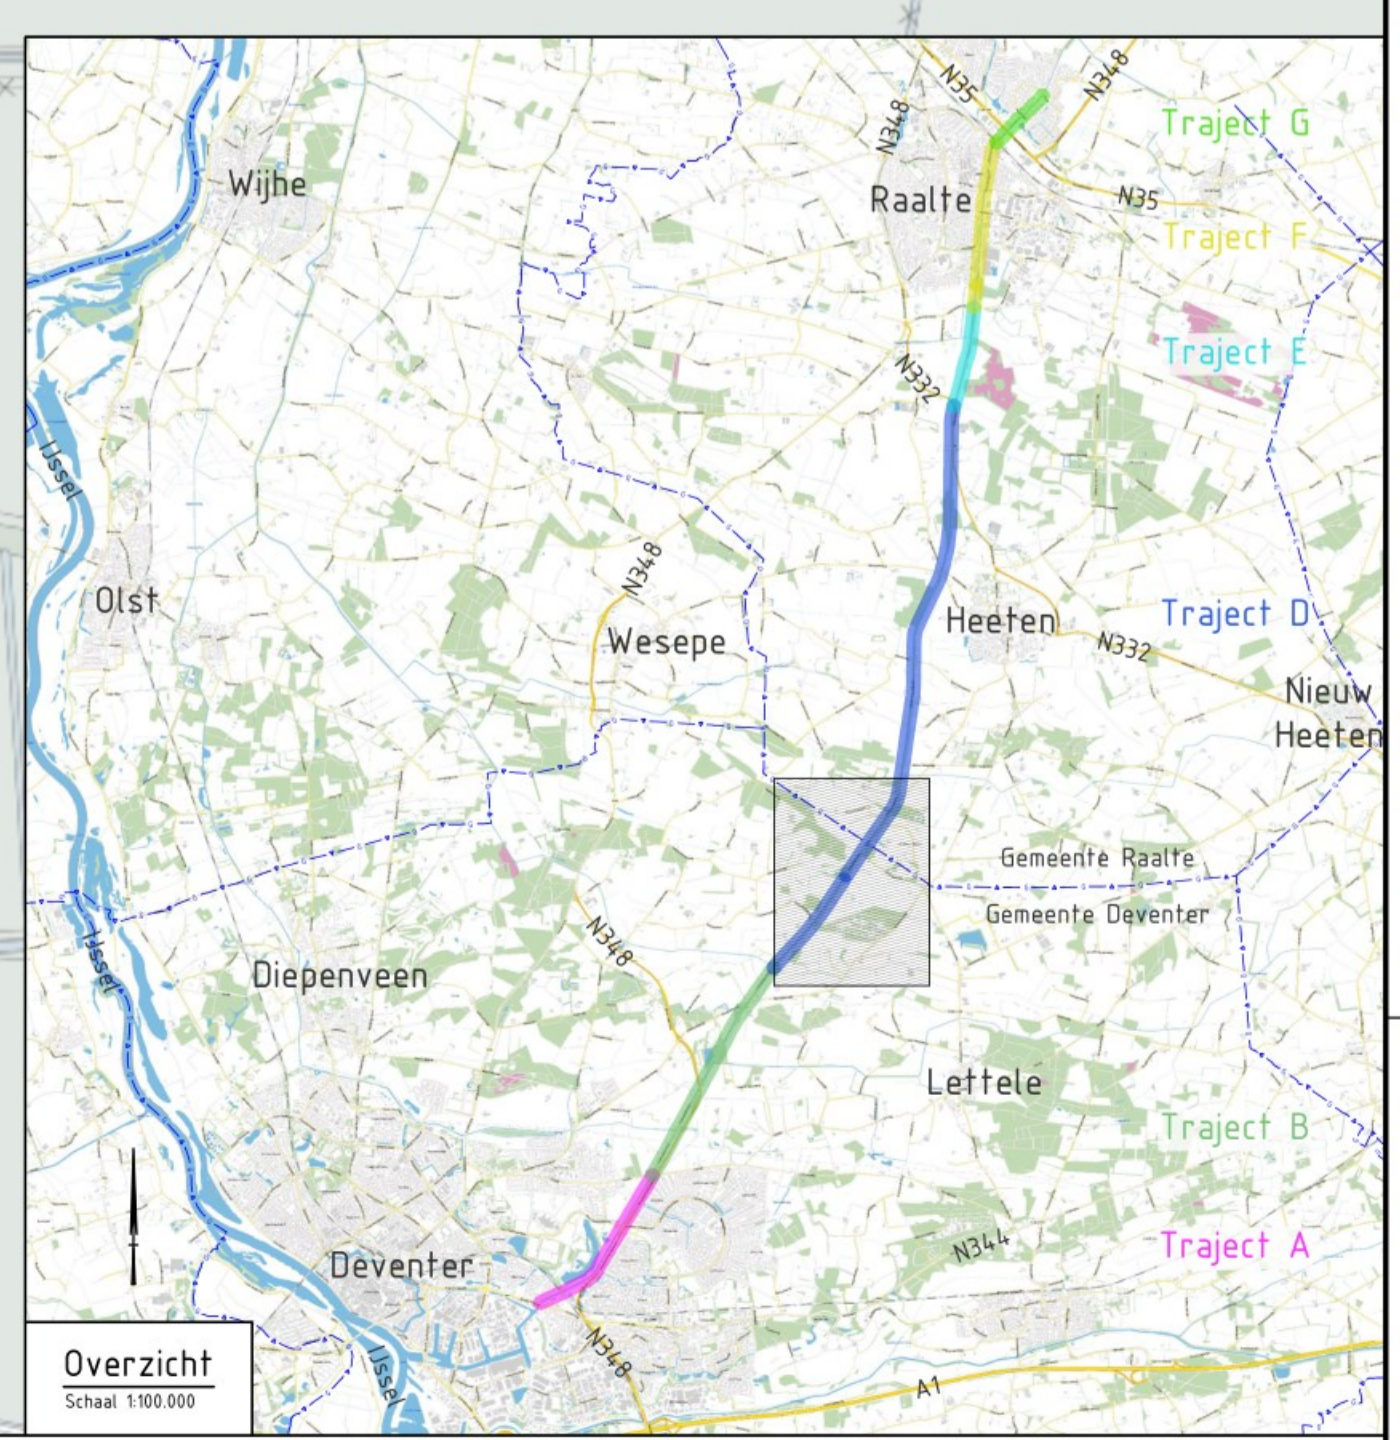 N35
N348
N348
Traject G
Wijhe
Raalte
N35
Traject F
Traject E
N332
IJssel
N348
Olst
Heeten
Traject D
Wesepe
N332
Nieuw
Heeten
Gemeente Raalte
Gemeente Deventer
N348
IJssel
Diepenveen
Lettele
Traject B
N344
Traject A
Deventer
N348
IJssel
A1
Overzicht
Schaal 1:100.000